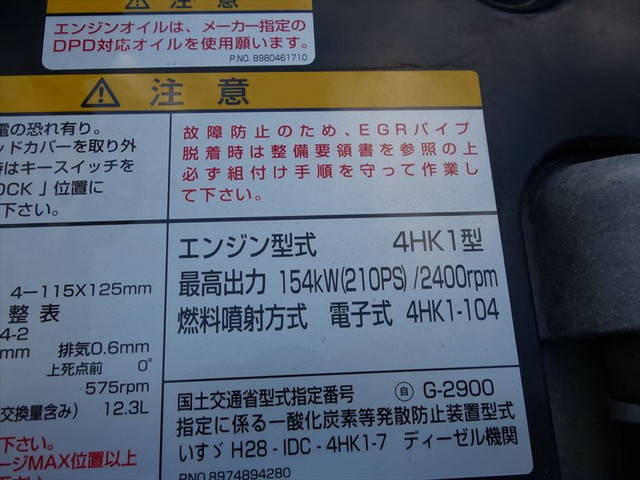 注意
エンジンオイルは、メーカー指定の
DPD対応オイルを使用願います。
P.NO. 8980461710
注意
電の恐れ有り。
ッドカバーを取り外
時はキースイッチを
OCK」位置に
下さい。
故障防止のため、EGRパイプ
脱着時は整備要領書を参照の上
必ず組付け手順を守って作業し
て下さい。
4-115X125mm
整表
4-2
mm 排気0.6mm
上死点前 0°
575rpm
交換量含み) 12.3L
下さい。
ージMAX位置以上
エンジン型式 4HK1型
最高出力 154kW(210PS)/2400rpm
燃料噴射方式 電子式 4HK1-104
国土交通省型式指定番号 自 G-2900
指定に係る一酸化炭素等発散防止装置型式
いすゞ H28-IDC-4HK1-7 ディーゼル機関
P.NO.8974894280